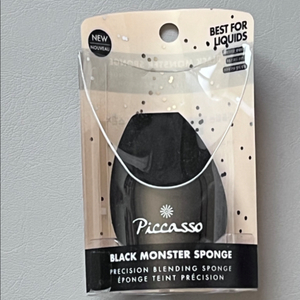 NEW
NOUVEAU
BEST FOR
LIQUIDS
Piccasso
BLACK MONSTER SPONGE
PRECISION BLENDING SPONGE
ÉPONGE TEINT PRÉCISION